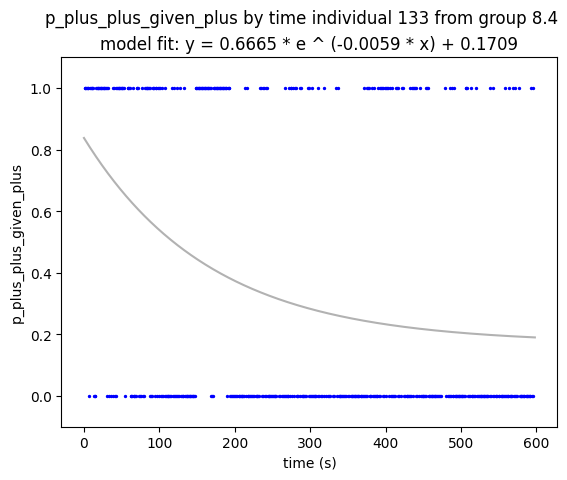 p_plus_plus_given_plus by time individual 133 from group 8.4
model fit: y = 0.6665 * e ^ (-0.0059 * x) + 0.1709
1.0
0.8
0.6
0.4
0.2
0.0
p_plus_plus_given_plus
0 100 200 300 400 500 600
time (s)